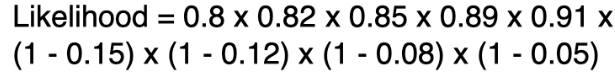 Likelihood = 0.8 x 0.82 x 0.85 x 0.89 x 0.91 x
(1 - 0.15) x (1 - 0.12) x (1 - 0.08) x (1 - 0.05)